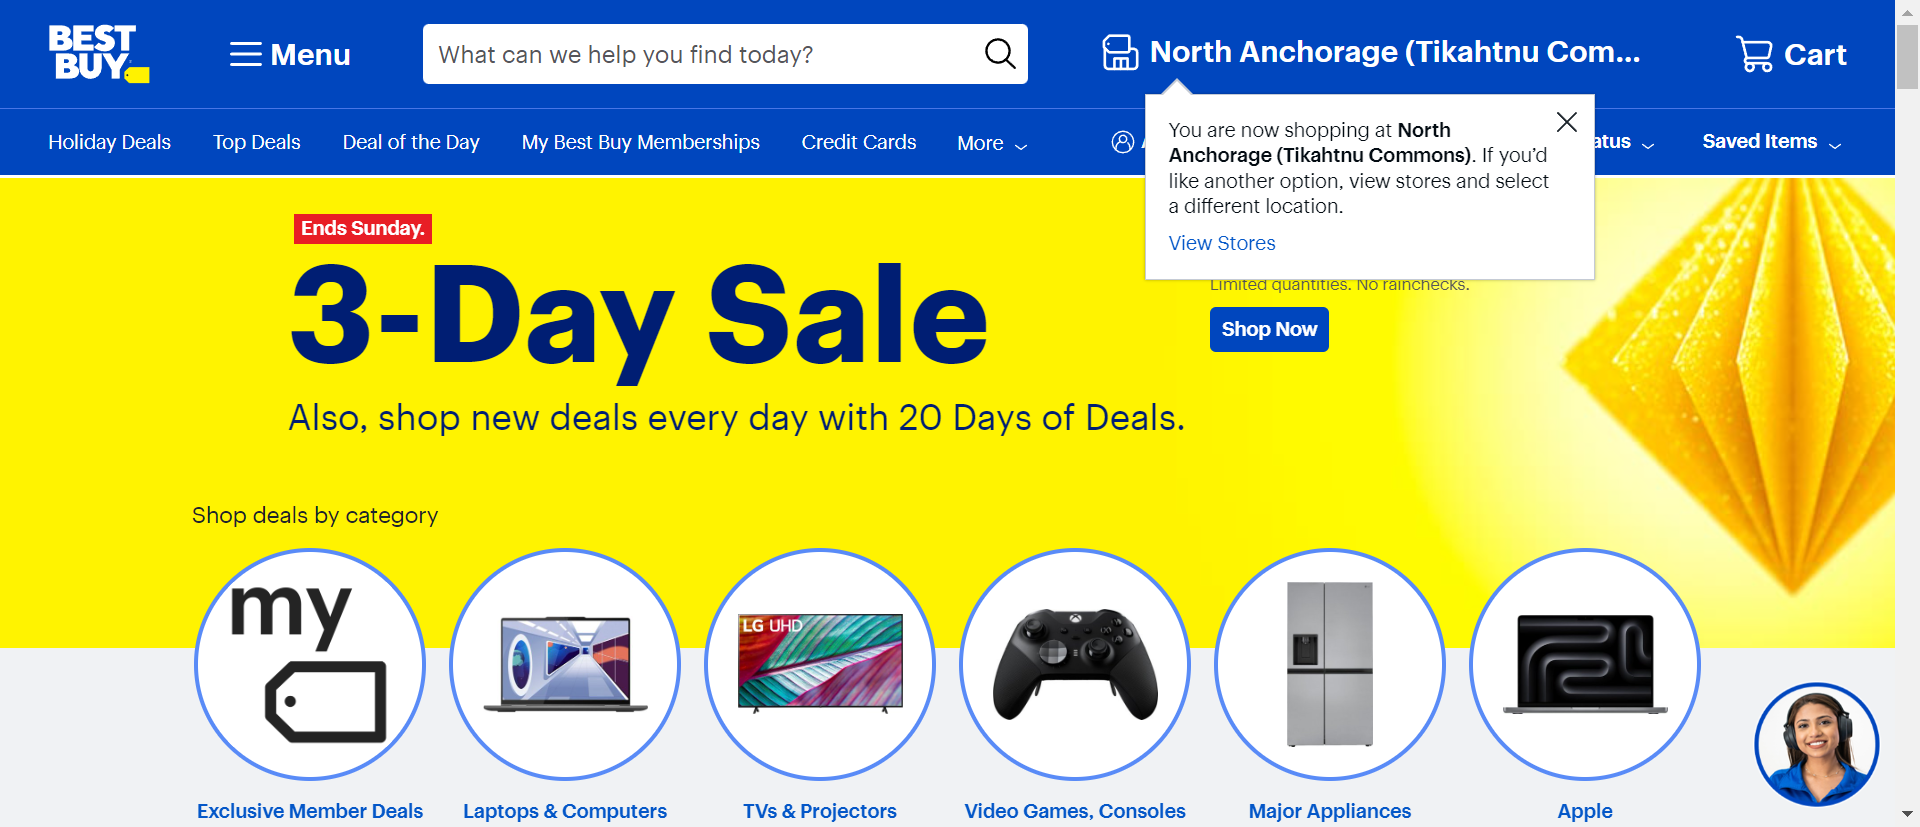 BEST
BUY
Menu
What can we help you find today?
North Anchorage (Tikahtnu Com...
Cart
Holiday Deals
Top Deals
Deal of the Day
My Best Buy Memberships
Credit Cards
More
atus
Saved Items
You are now shopping at North
Anchorage (Tikahtnu Commons). If you'd
like another option, view stores and select
a different location.
View Stores
Ends Sunday.
3-Day Sale
Also, shop new deals every day with 20 Days of Deals.
Limited quantities. No rainchecks.
Shop Now
Shop deals by category
my
LG UHD
Exclusive Member Deals
Laptops & Computers
TVs & Projectors
Video Games, Consoles
Major Appliances
Apple